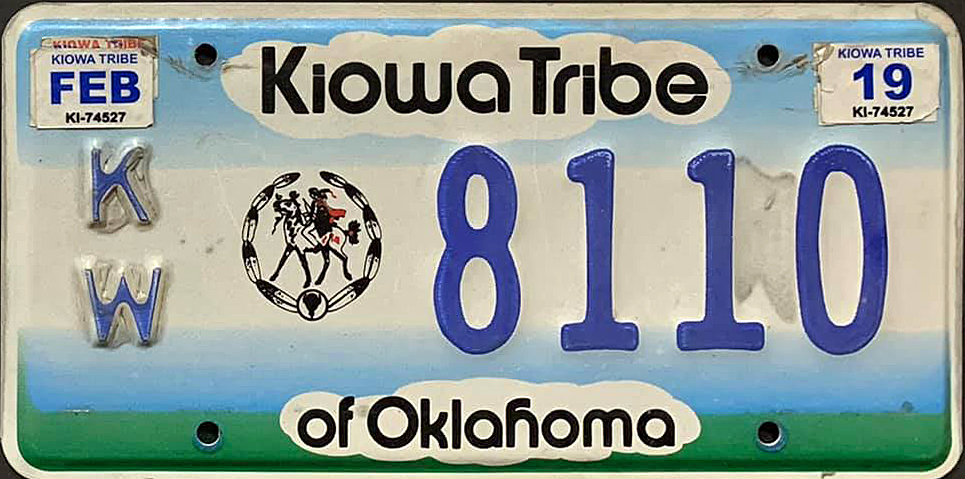 KIOWA TRIBE
KIOWA TRIBE
FEB
KI-74527
Kiowa Tribe
KIOWA TRIBE
19
KI-74527
K
W
8110
of Oklahoma